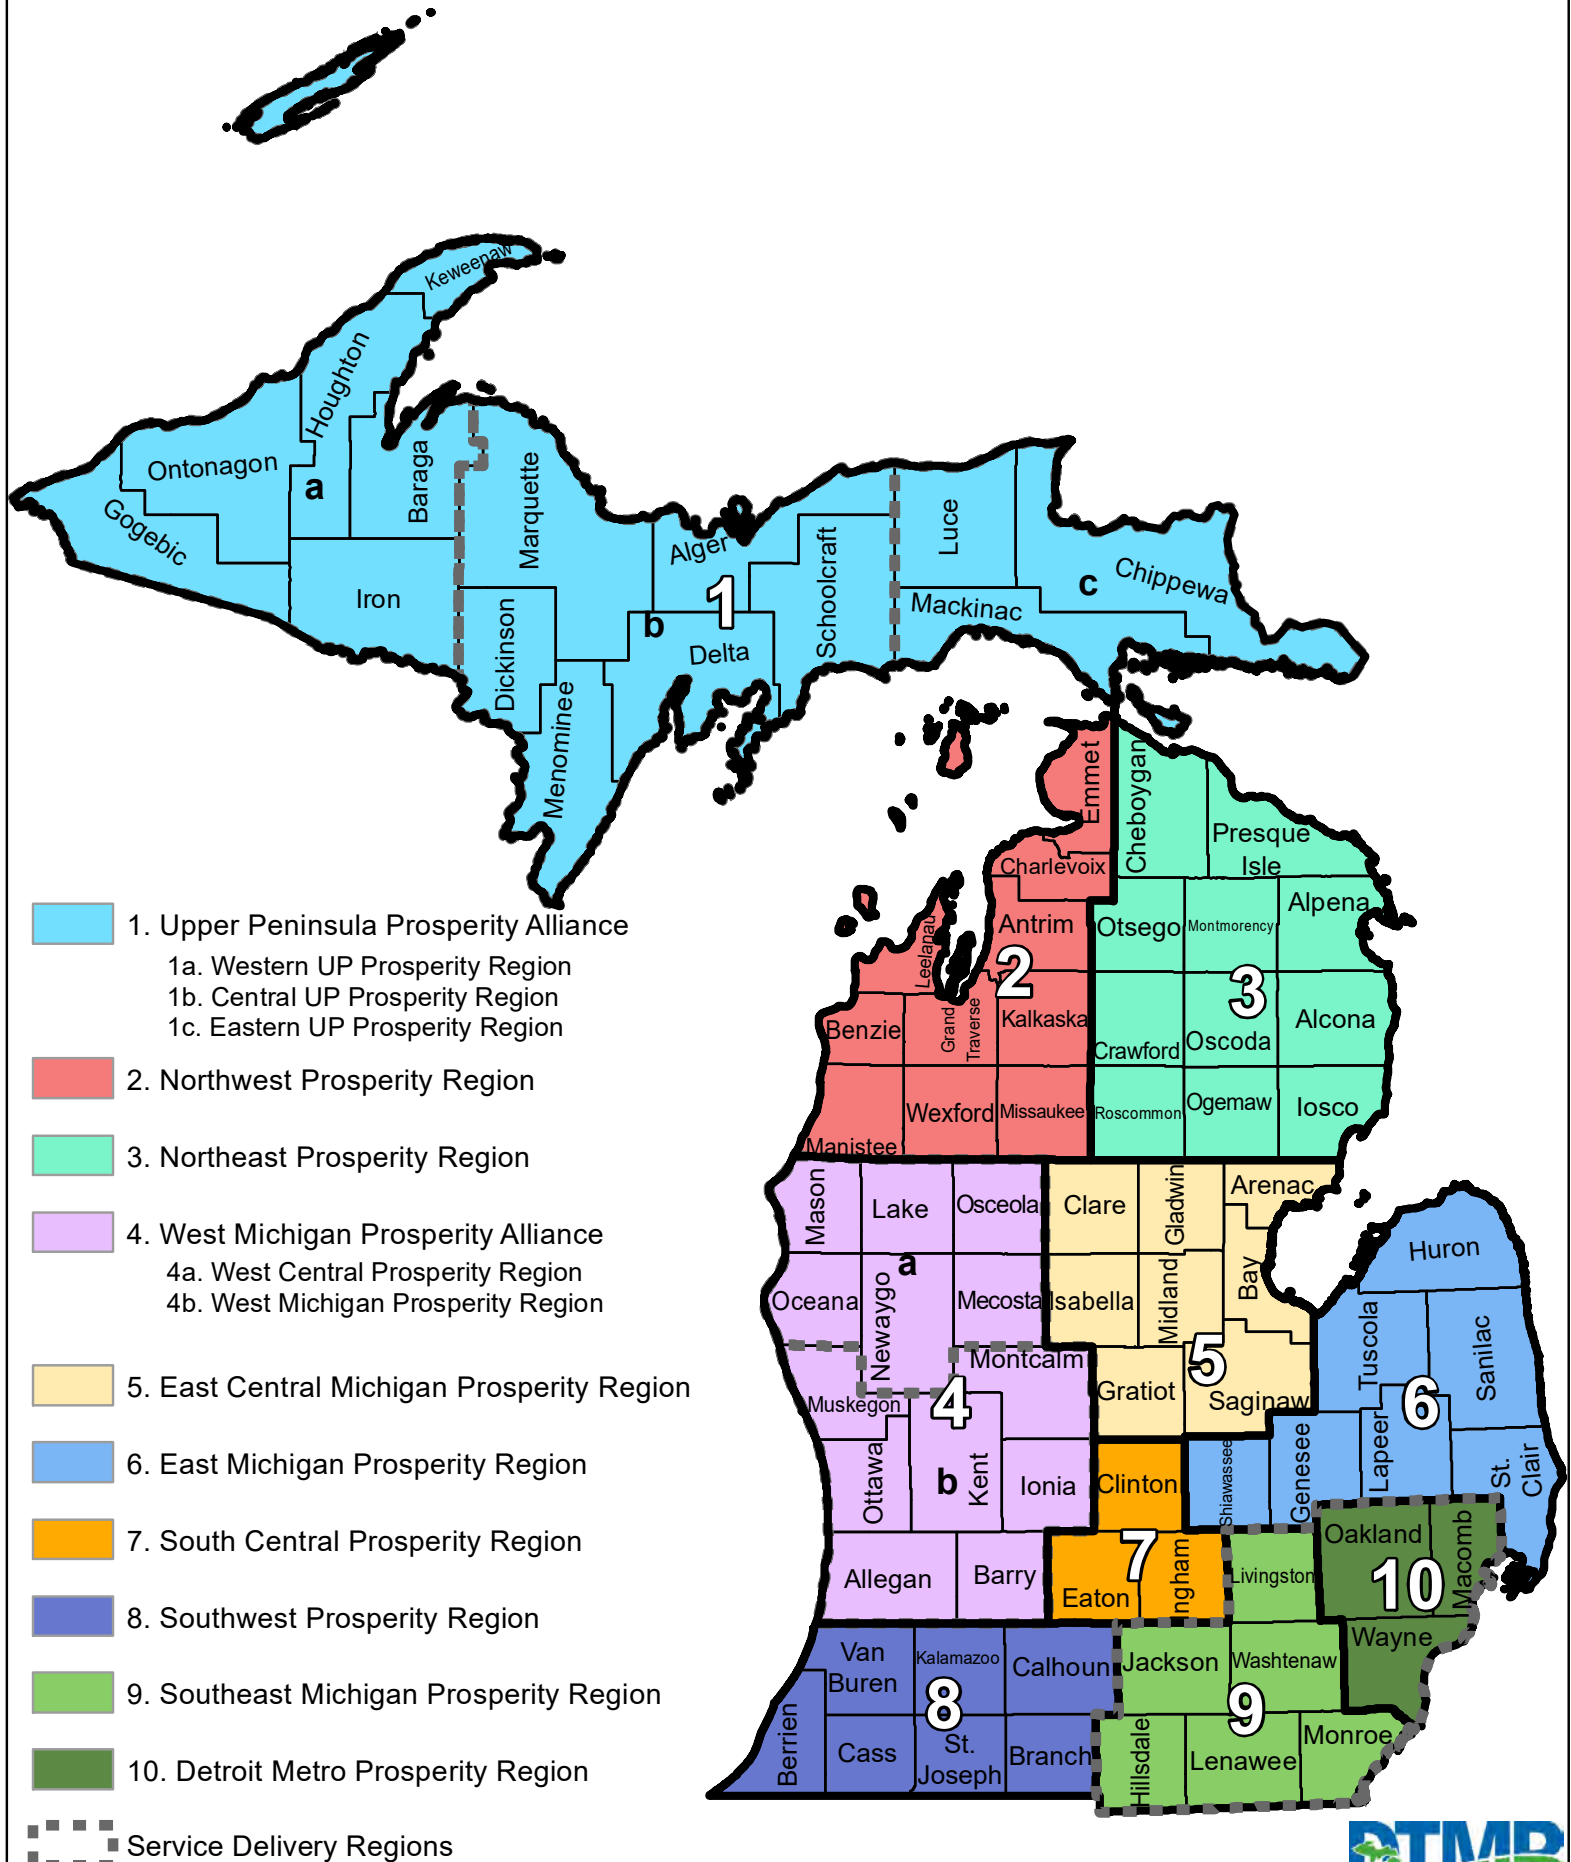 Keweenaw
Houghton
Ontonagon
a
Baraga
Marquette
Gogebic
Iron
Alger
1
b
Schoolcraft
Luce
c
Chippewa
Mackinac
Dickinson
Delta
Menominee
Emmet
Cheboygan
Presque
Isle
Charlevoix
Antrim
Otsego
Montmorency
Alpena
Leelanau
2
3
Benzie
Grand
Traverse
Kalkaska
Crawford
Oscoda
Alcona
Manistee
Wexford
Missaukee
Roscommon
Ogemaw
Iosco
Mason
Lake
Osceola
Clare
Gladwin
Arenac
a
Huron
Oceana
Newaygo
Mecosta
Isabella
Midland
Bay
Tuscola
Sanilac
Montcalm
5
Muskegon
4
Gratiot
Saginaw
6
Ottawa
b
Kent
Ionia
Clinton
Shiawassee
Genesee
Lapeer
St.
Clair
Allegan
Barry
7
Eaton
ngham
Livingston
Oakland
10
Macomb
Van
Buren
Kalamazoo
Calhoun
Jackson
Washtenaw
Wayne
8
9
Berrien
Cass
St.
Joseph
Branch
Hillsdale
Lenawee
Monroe
1. Upper Peninsula Prosperity Alliance
1a. Western UP Prosperity Region
1b. Central UP Prosperity Region
1c. Eastern UP Prosperity Region
2. Northwest Prosperity Region
3. Northeast Prosperity Region
4. West Michigan Prosperity Alliance
4a. West Central Prosperity Region
4b. West Michigan Prosperity Region
5. East Central Michigan Prosperity Region
6. East Michigan Prosperity Region
7. South Central Prosperity Region
8. Southwest Prosperity Region
9. Southeast Michigan Prosperity Region
10. Detroit Metro Prosperity Region
Service Delivery Regions
DTMB